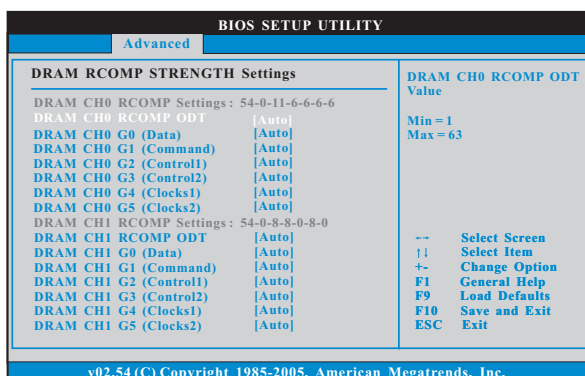 BIOS SETUP UTILITY
Advanced
DRAM RCOMP STRENGTH Settings
DRAM CH0 RCOMP Settings : 54-0-11-6-6-6-6
DRAM CH0 RCOMP ODT [Auto]
DRAM CH0 G0 (Data) [Auto]
DRAM CH0 G1 (Command) [Auto]
DRAM CH0 G2 (Control1) [Auto]
DRAM CH0 G3 (Control2) [Auto]
DRAM CH0 G4 (Clocks1) [Auto]
DRAM CH0 G5 (Clocks2) [Auto]
DRAM CH1 RCOMP Settings : 54-0-8-8-0-8-0
DRAM CH1 RCOMP ODT [Auto]
DRAM CH1 G0 (Data) [Auto]
DRAM CH1 G1 (Command) [Auto]
DRAM CH1 G2 (Control1) [Auto]
DRAM CH1 G3 (Control2) [Auto]
DRAM CH1 G4 (Clocks1) [Auto]
DRAM CH1 G5 (Clocks2) [Auto]
DRAM CH0 RCOMP ODT
Value
Min = 1
Max = 63
←→ Select Screen
↑↓ Select Item
+- Change Option
F1 General Help
F9 Load Defaults
F10 Save and Exit
ESC Exit
v02.54 (C) Copyright 1985-2005, American Megatrends, Inc.